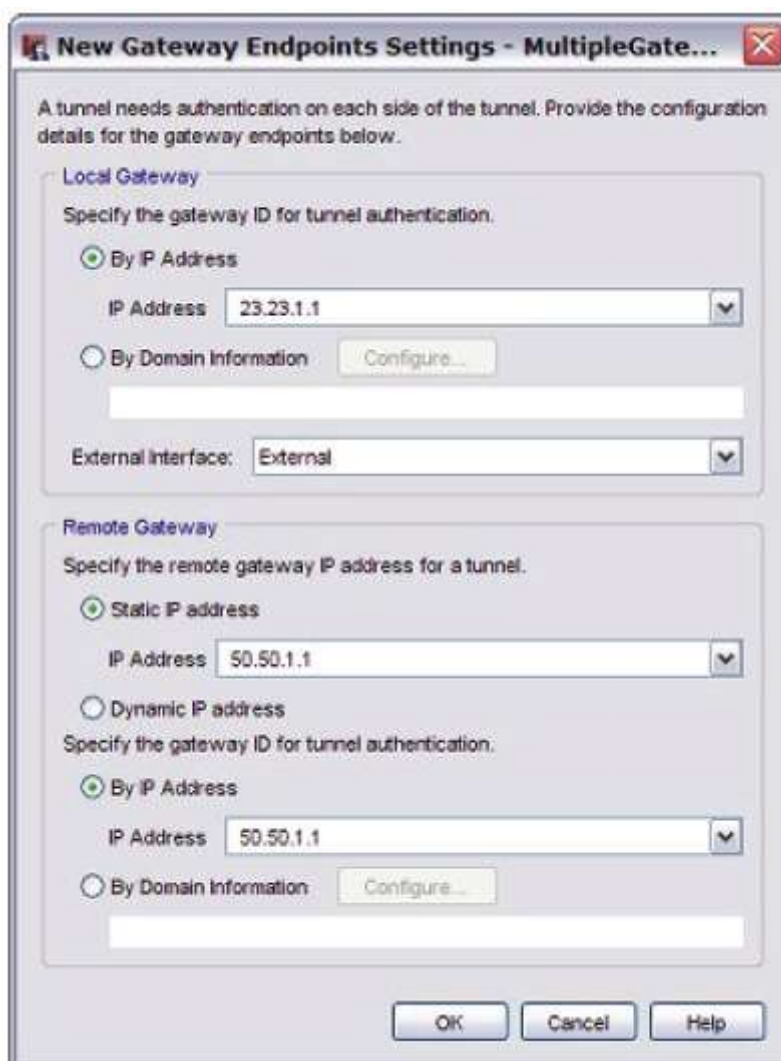 New Gateway Endpoints Settings - MultipleGate...
A tunnel needs authentication on each side of the tunnel. Provide the configuration
details for the gateway endpoints below.
Local Gateway
Specify the gateway ID for tunnel authentication.
By IP Address
IP Address 23.23.1.1
By Domain Information Configure...
External Interface: External
Remote Gateway
Specify the remote gateway IP address for a tunnel.
Static IP address
IP Address 50.50.1.1
Dynamic IP address
Specify the gateway ID for tunnel authentication.
By IP Address
IP Address 50.50.1.1
By Domain Information Configure...
OK Cancel Help